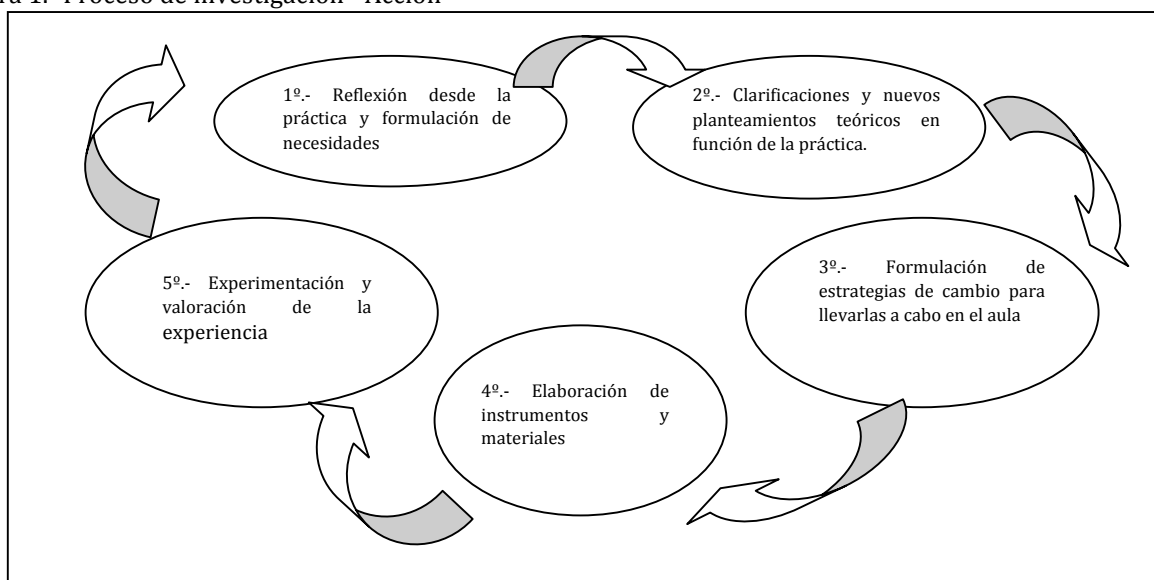 ra 1.- Proceso de investigación - Acción
1º.- Reflexión desde la
práctica y formulación de
necesidades
2º.- Clarificaciones y nuevos
planteamientos teóricos en
función de la práctica.
3º.- Formulación de
estrategias de cambio para
llevarlas a cabo en el aula
4º.- Elaboración de
instrumentos y
materiales
5º.- Experimentación y
valoración de la
experiencia